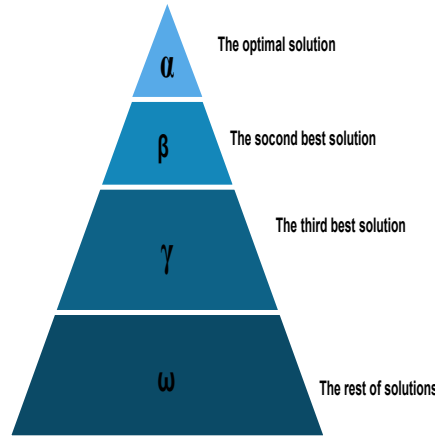 α
The optimal solution
β
The socond best solution
γ
The third best solution
ω
The rest of solutions